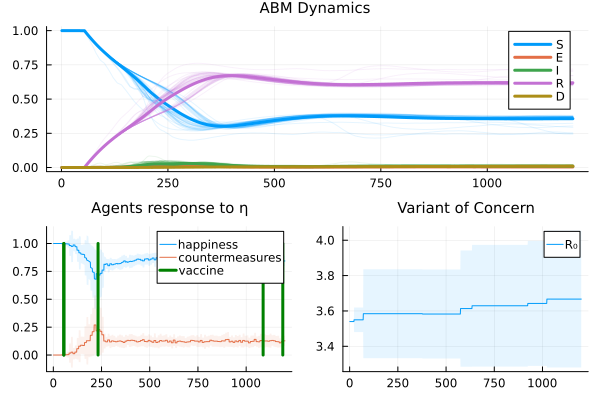 ABM Dynamics
1.00
0.75
0.50
0.25
0.00
S
E
I
R
D
0 250 500 750 1000
Agents response to η
1.00
0.75
0.50
0.25
0.00
happiness
countermeasures
vaccine
0 250 500 750 1000
Variant of Concern
4.0
3.8
3.6
3.4
R₀
0 250 500 750 1000